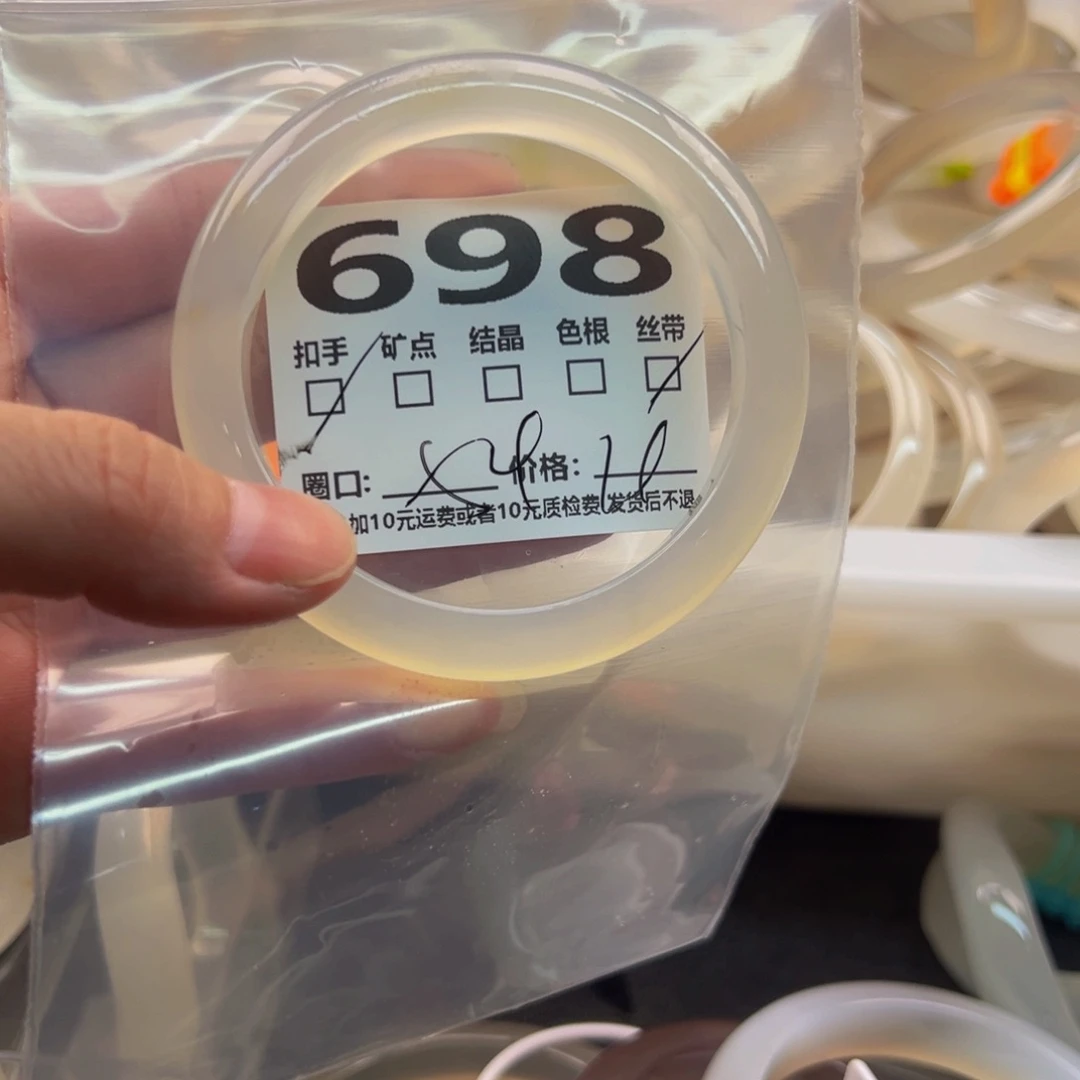 698
扣手 矿点 结晶 色根 丝带
圈口: 价格:
加10元运费或者10元质检费,发货后不退